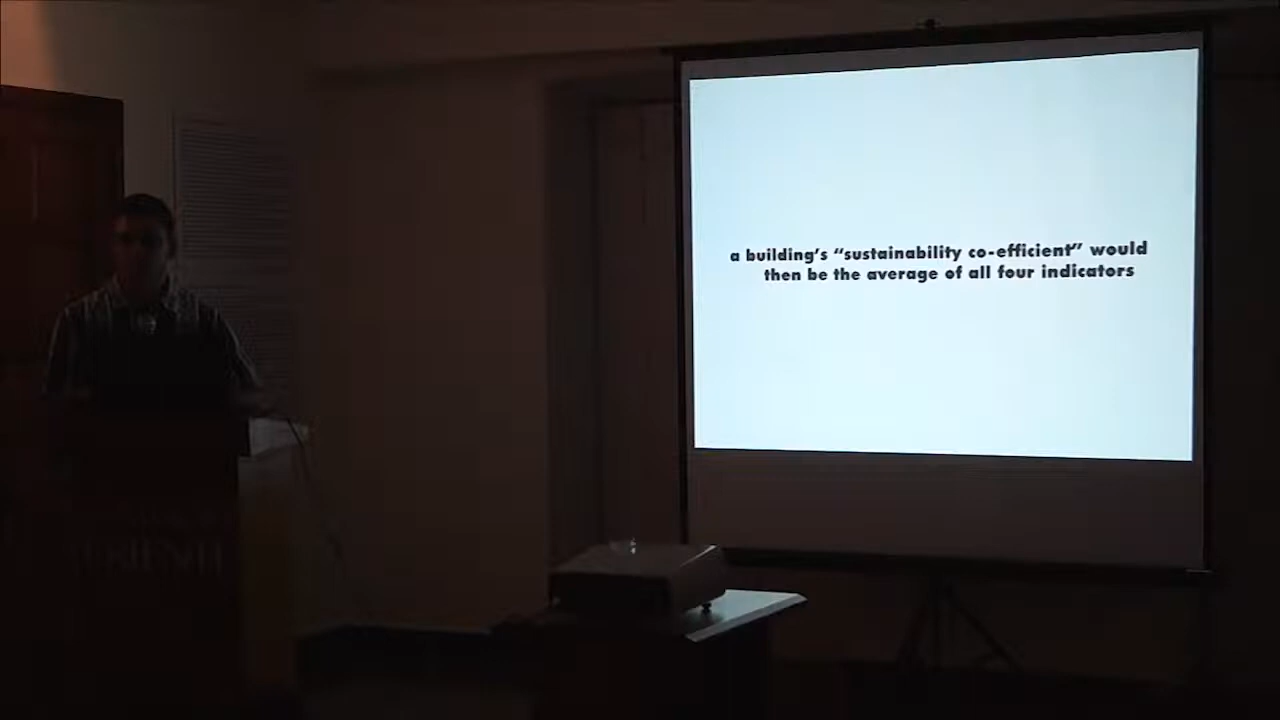 a building's “sustainability co-efficient” would
then be the average of all four indicators